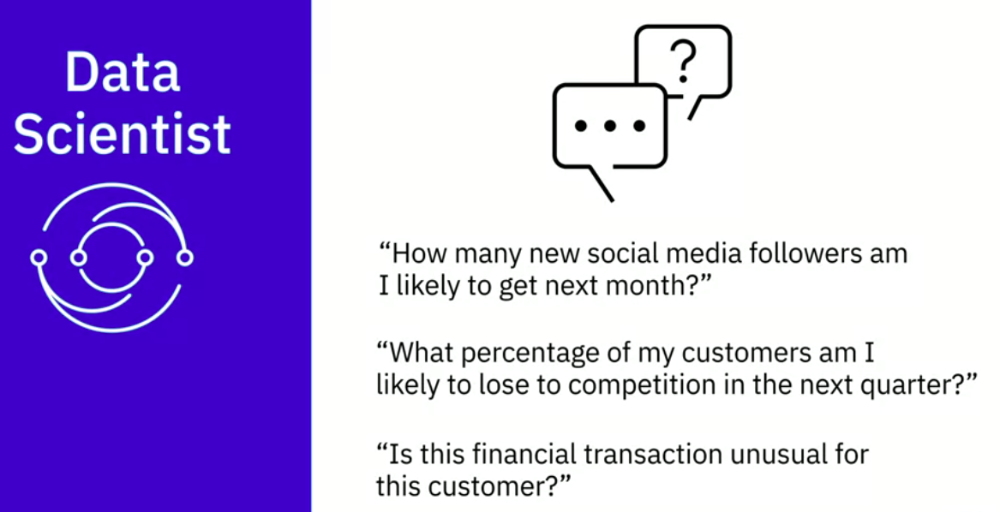 Data
Scientist
?
“How many new social media followers am
I likely to get next month?”
“What percentage of my customers am I
likely to lose to competition in the next quarter?”
“Is this financial transaction unusual for
this customer?”